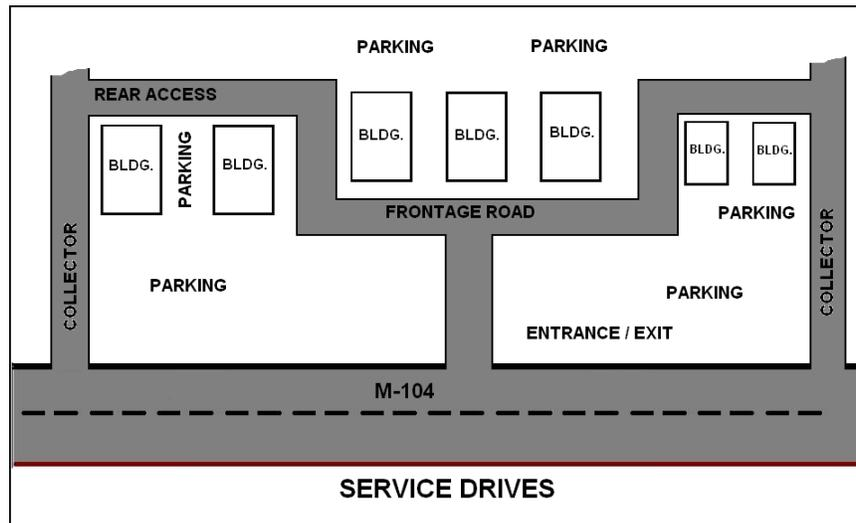 PARKING
PARKING
REAR ACCESS
BLDG.
BLDG.
BLDG.
BLDG.
PARKING
BLDG.
BLDG.
BLDG.
FRONTAGE ROAD
PARKING
COLLECTOR
COLLECTOR
PARKING
PARKING
ENTRANCE / EXIT
M-104
SERVICE DRIVES